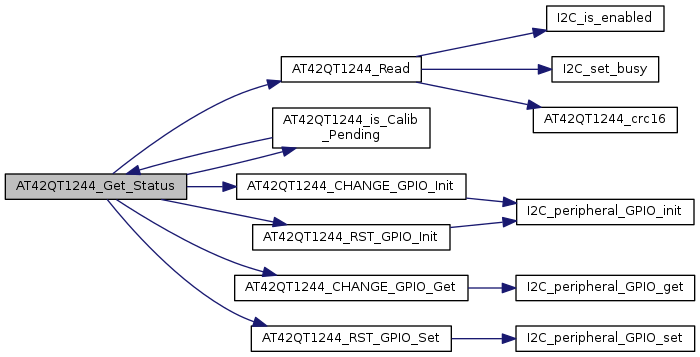 I2C_is_enabled
AT42QT1244_Read
I2C_set_busy
AT42QT1244_crc16
AT42QT1244_is_Calib
_Pending
AT42QT1244_Get_Status
AT42QT1244_CHANGE_GPIO_Init
I2C_peripheral_GPIO_init
AT42QT1244_RST_GPIO_Init
AT42QT1244_CHANGE_GPIO_Get
I2C_peripheral_GPIO_get
AT42QT1244_RST_GPIO_Set
I2C_peripheral_GPIO_set